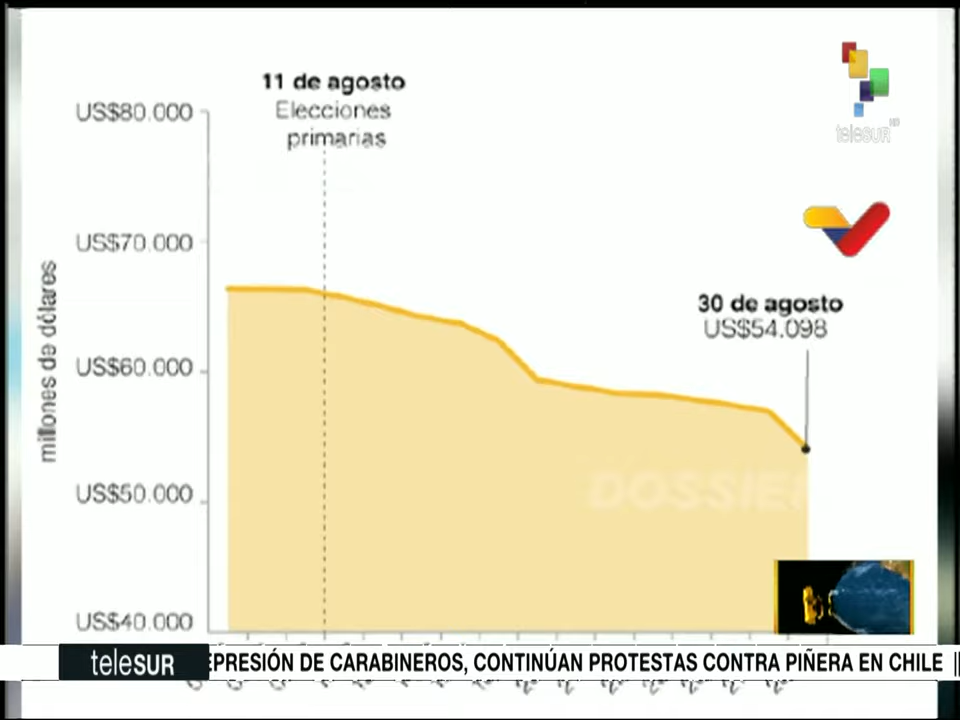 11 de agosto
Elecciones
primarias
US$80.000
US$70.000
US$60.000
US$50.000
US$40.000
millones de dólares
30 de agosto
US$54.098
teleSUR HD
DOSSIER
teleSUR
EPRESIÓN DE CARABINEROS, CONTINÚAN PROTESTAS CONTRA PIÑERA EN CHILE